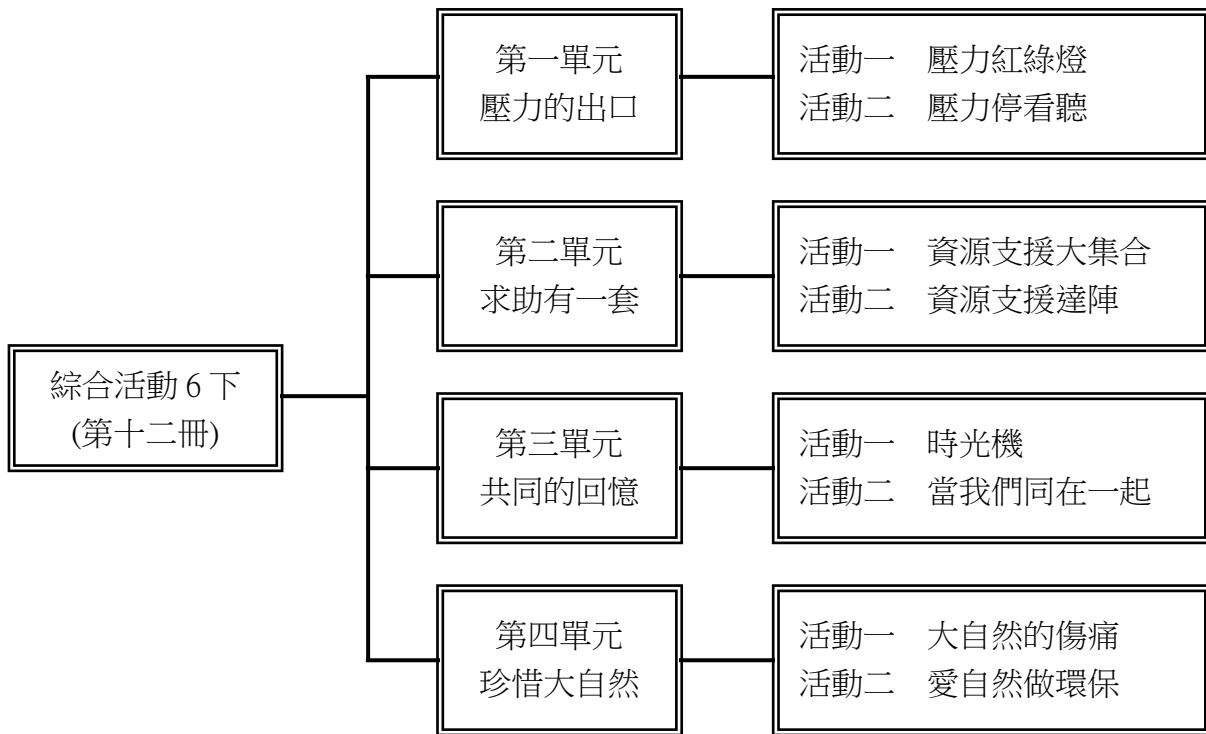 第一單元
壓力的出口
活動一　壓力紅綠燈
活動二　壓力停看聽
第二單元
求助有一套
活動一　資源支援大集合
活動二　資源支援達陣
綜合活動 6 下
(第十二冊)
第三單元
共同的回憶
活動一　時光機
活動二　當我們同在一起
第四單元
珍惜大自然
活動一　大自然的傷痛
活動二　愛自然做環保